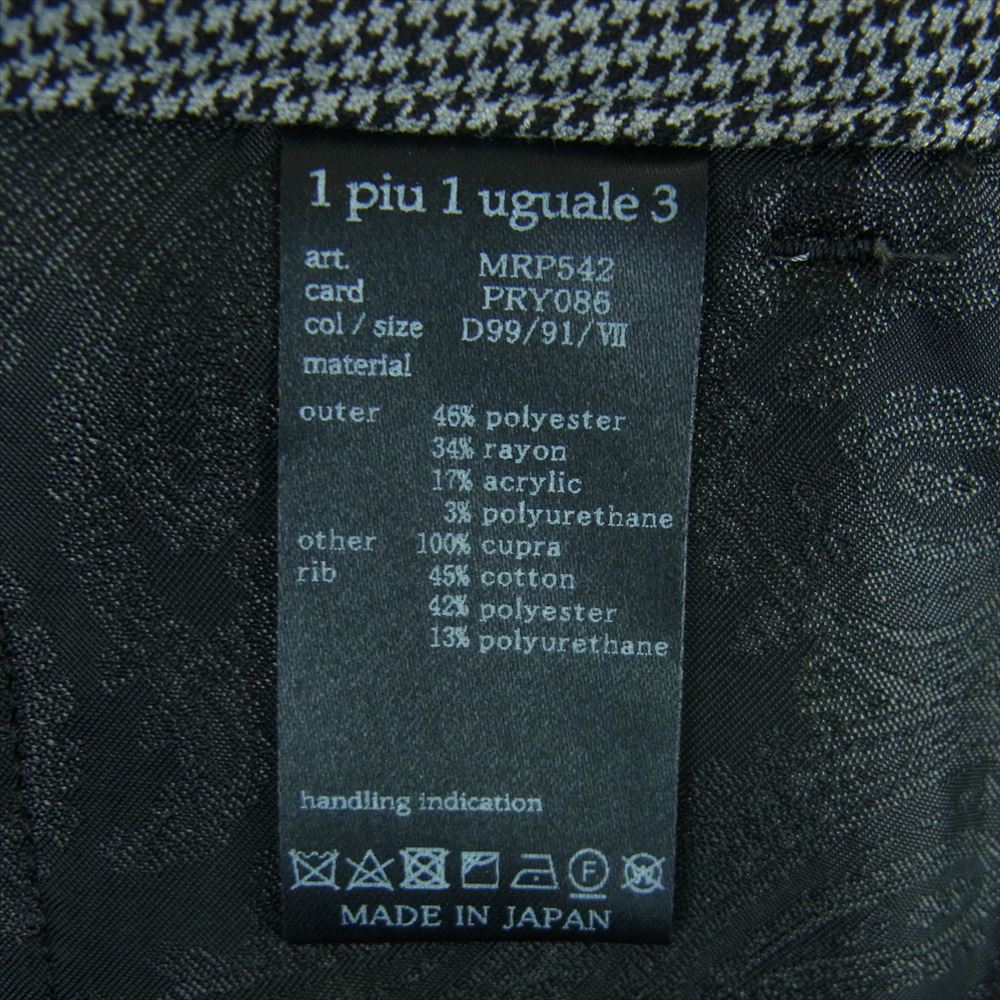 1 piu 1 uguale 3
art. MRP542
card PRY086
col / size D99/91/Ⅶ
material
outer 46% polyester
34% rayon
17% acrylic
3% polyurethane
other 100% cupra
rib 45% cotton
42% polyester
13% polyurethane
handling indication
F W
MADE IN JAPAN